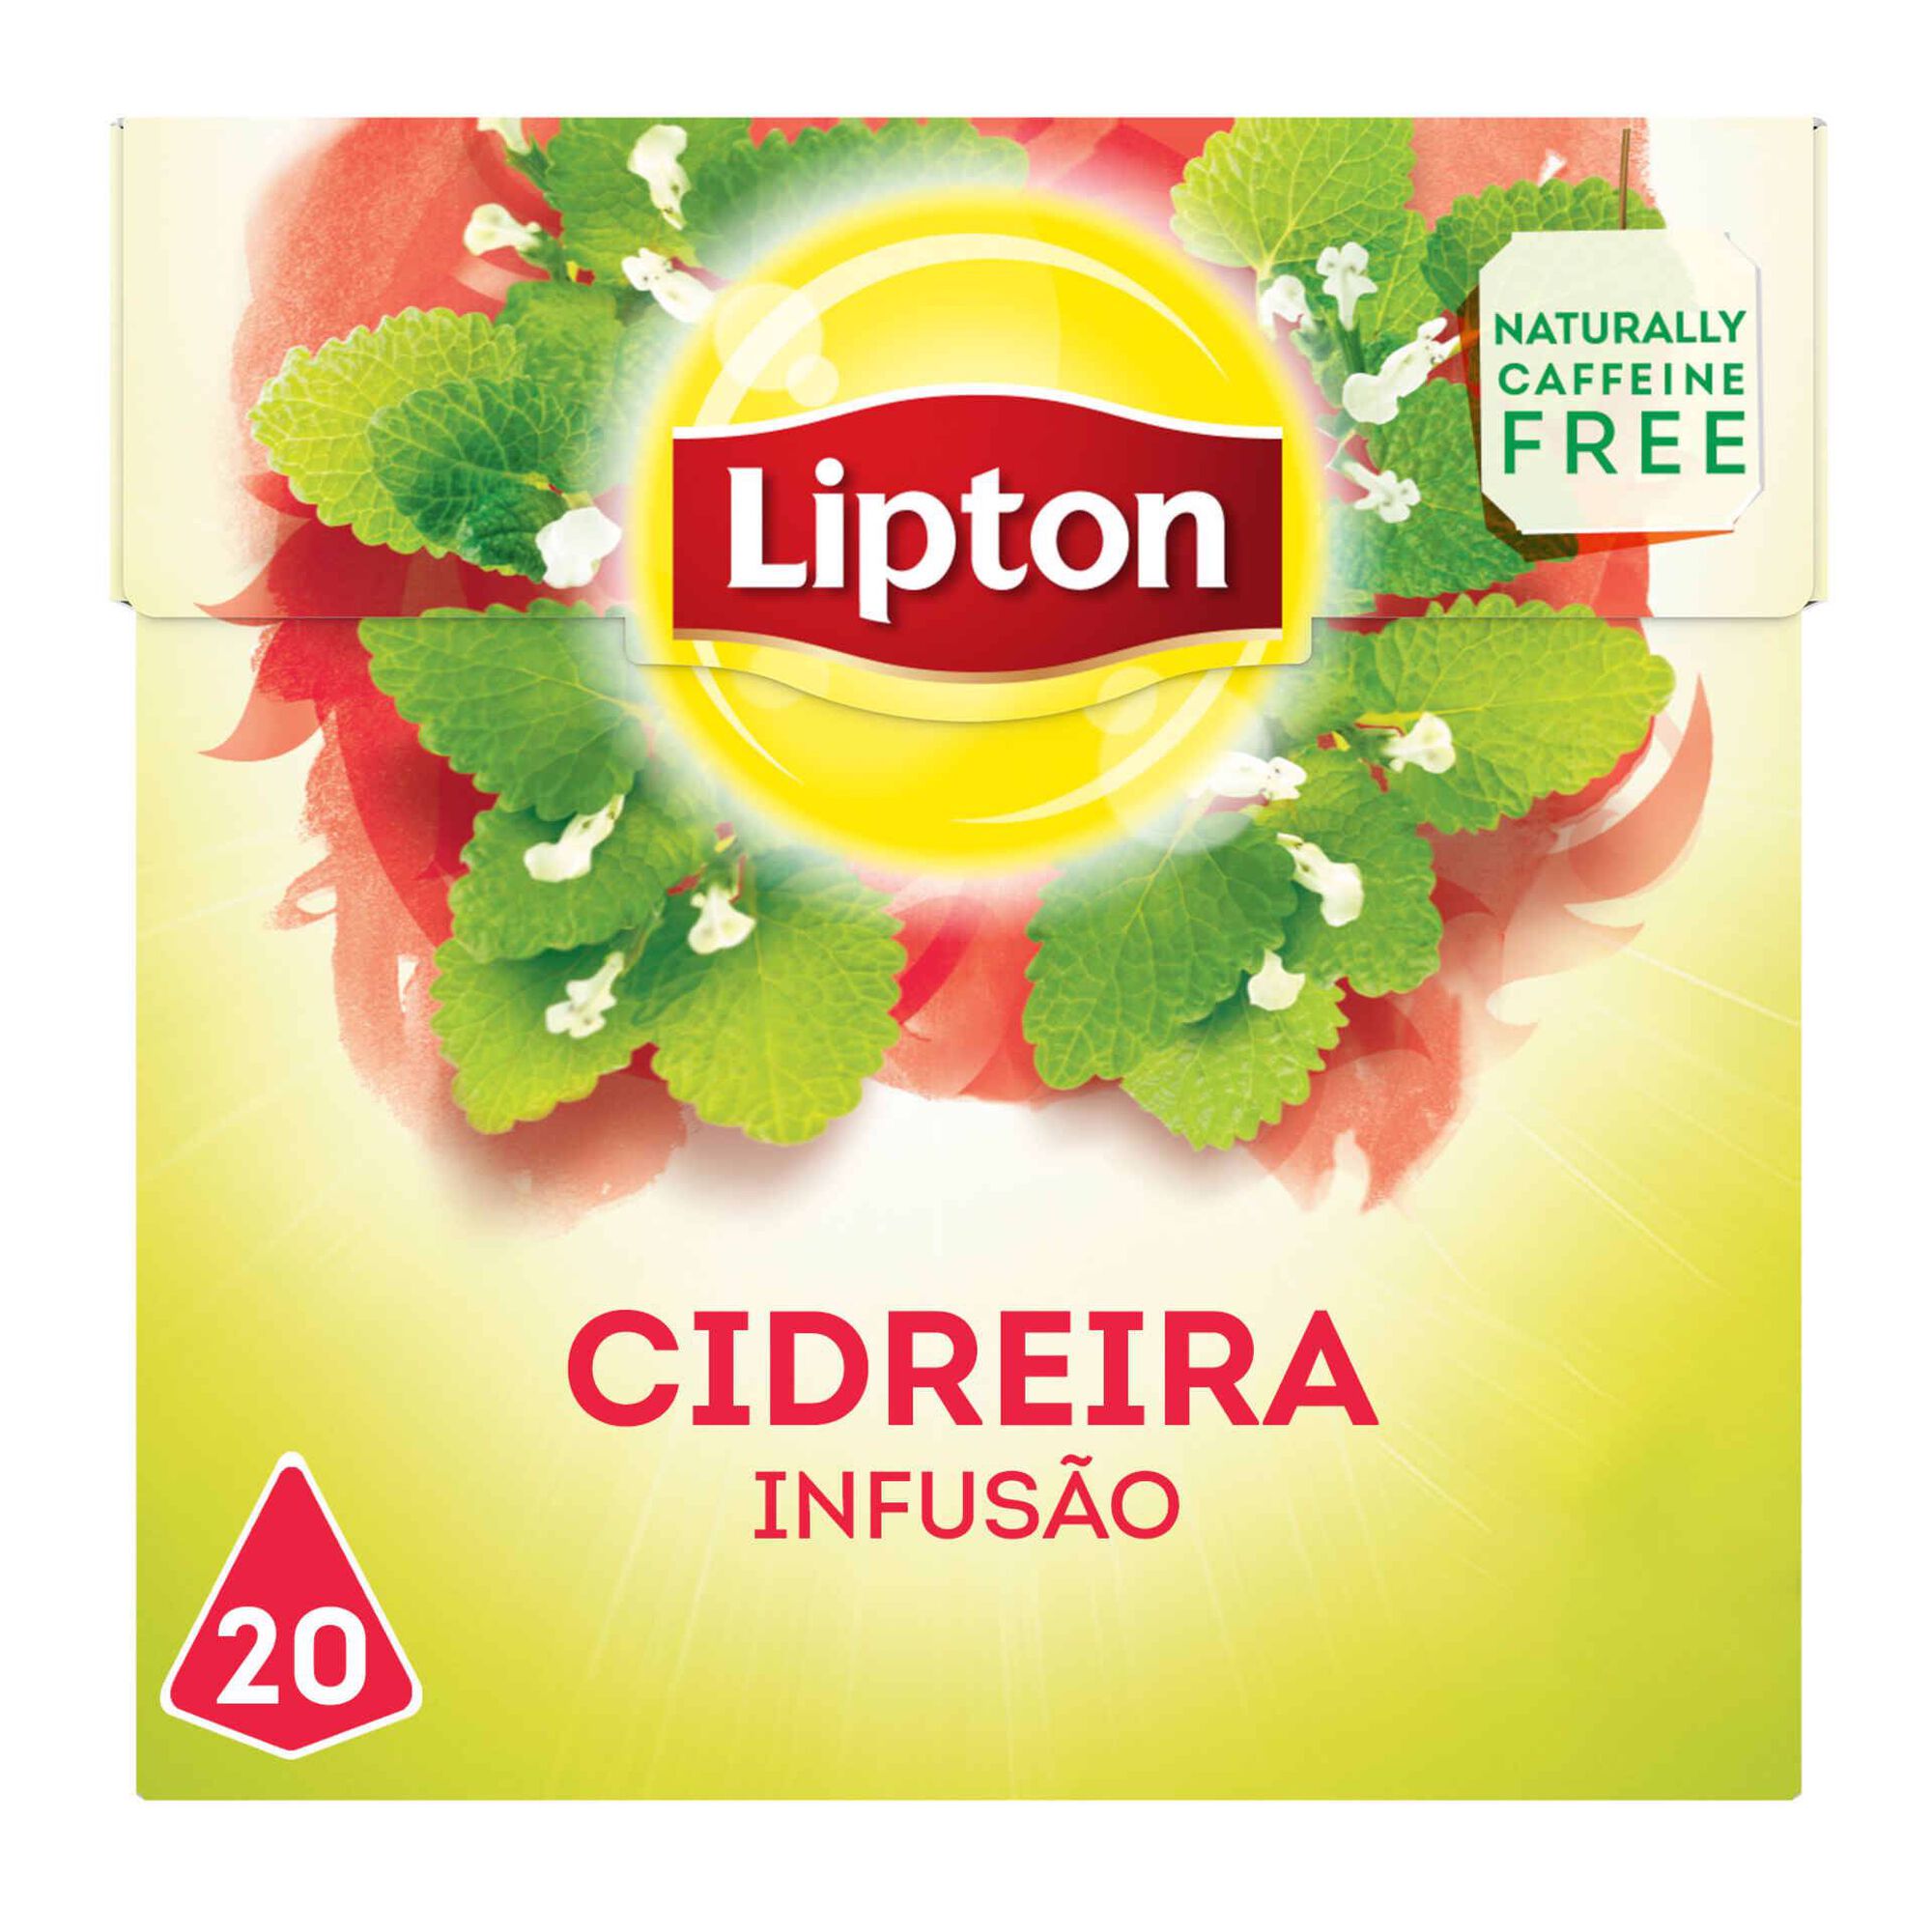 Lipton
NATURALLY
CAFFEINE
FREE
CIDREIRA
INFUSÃO
20